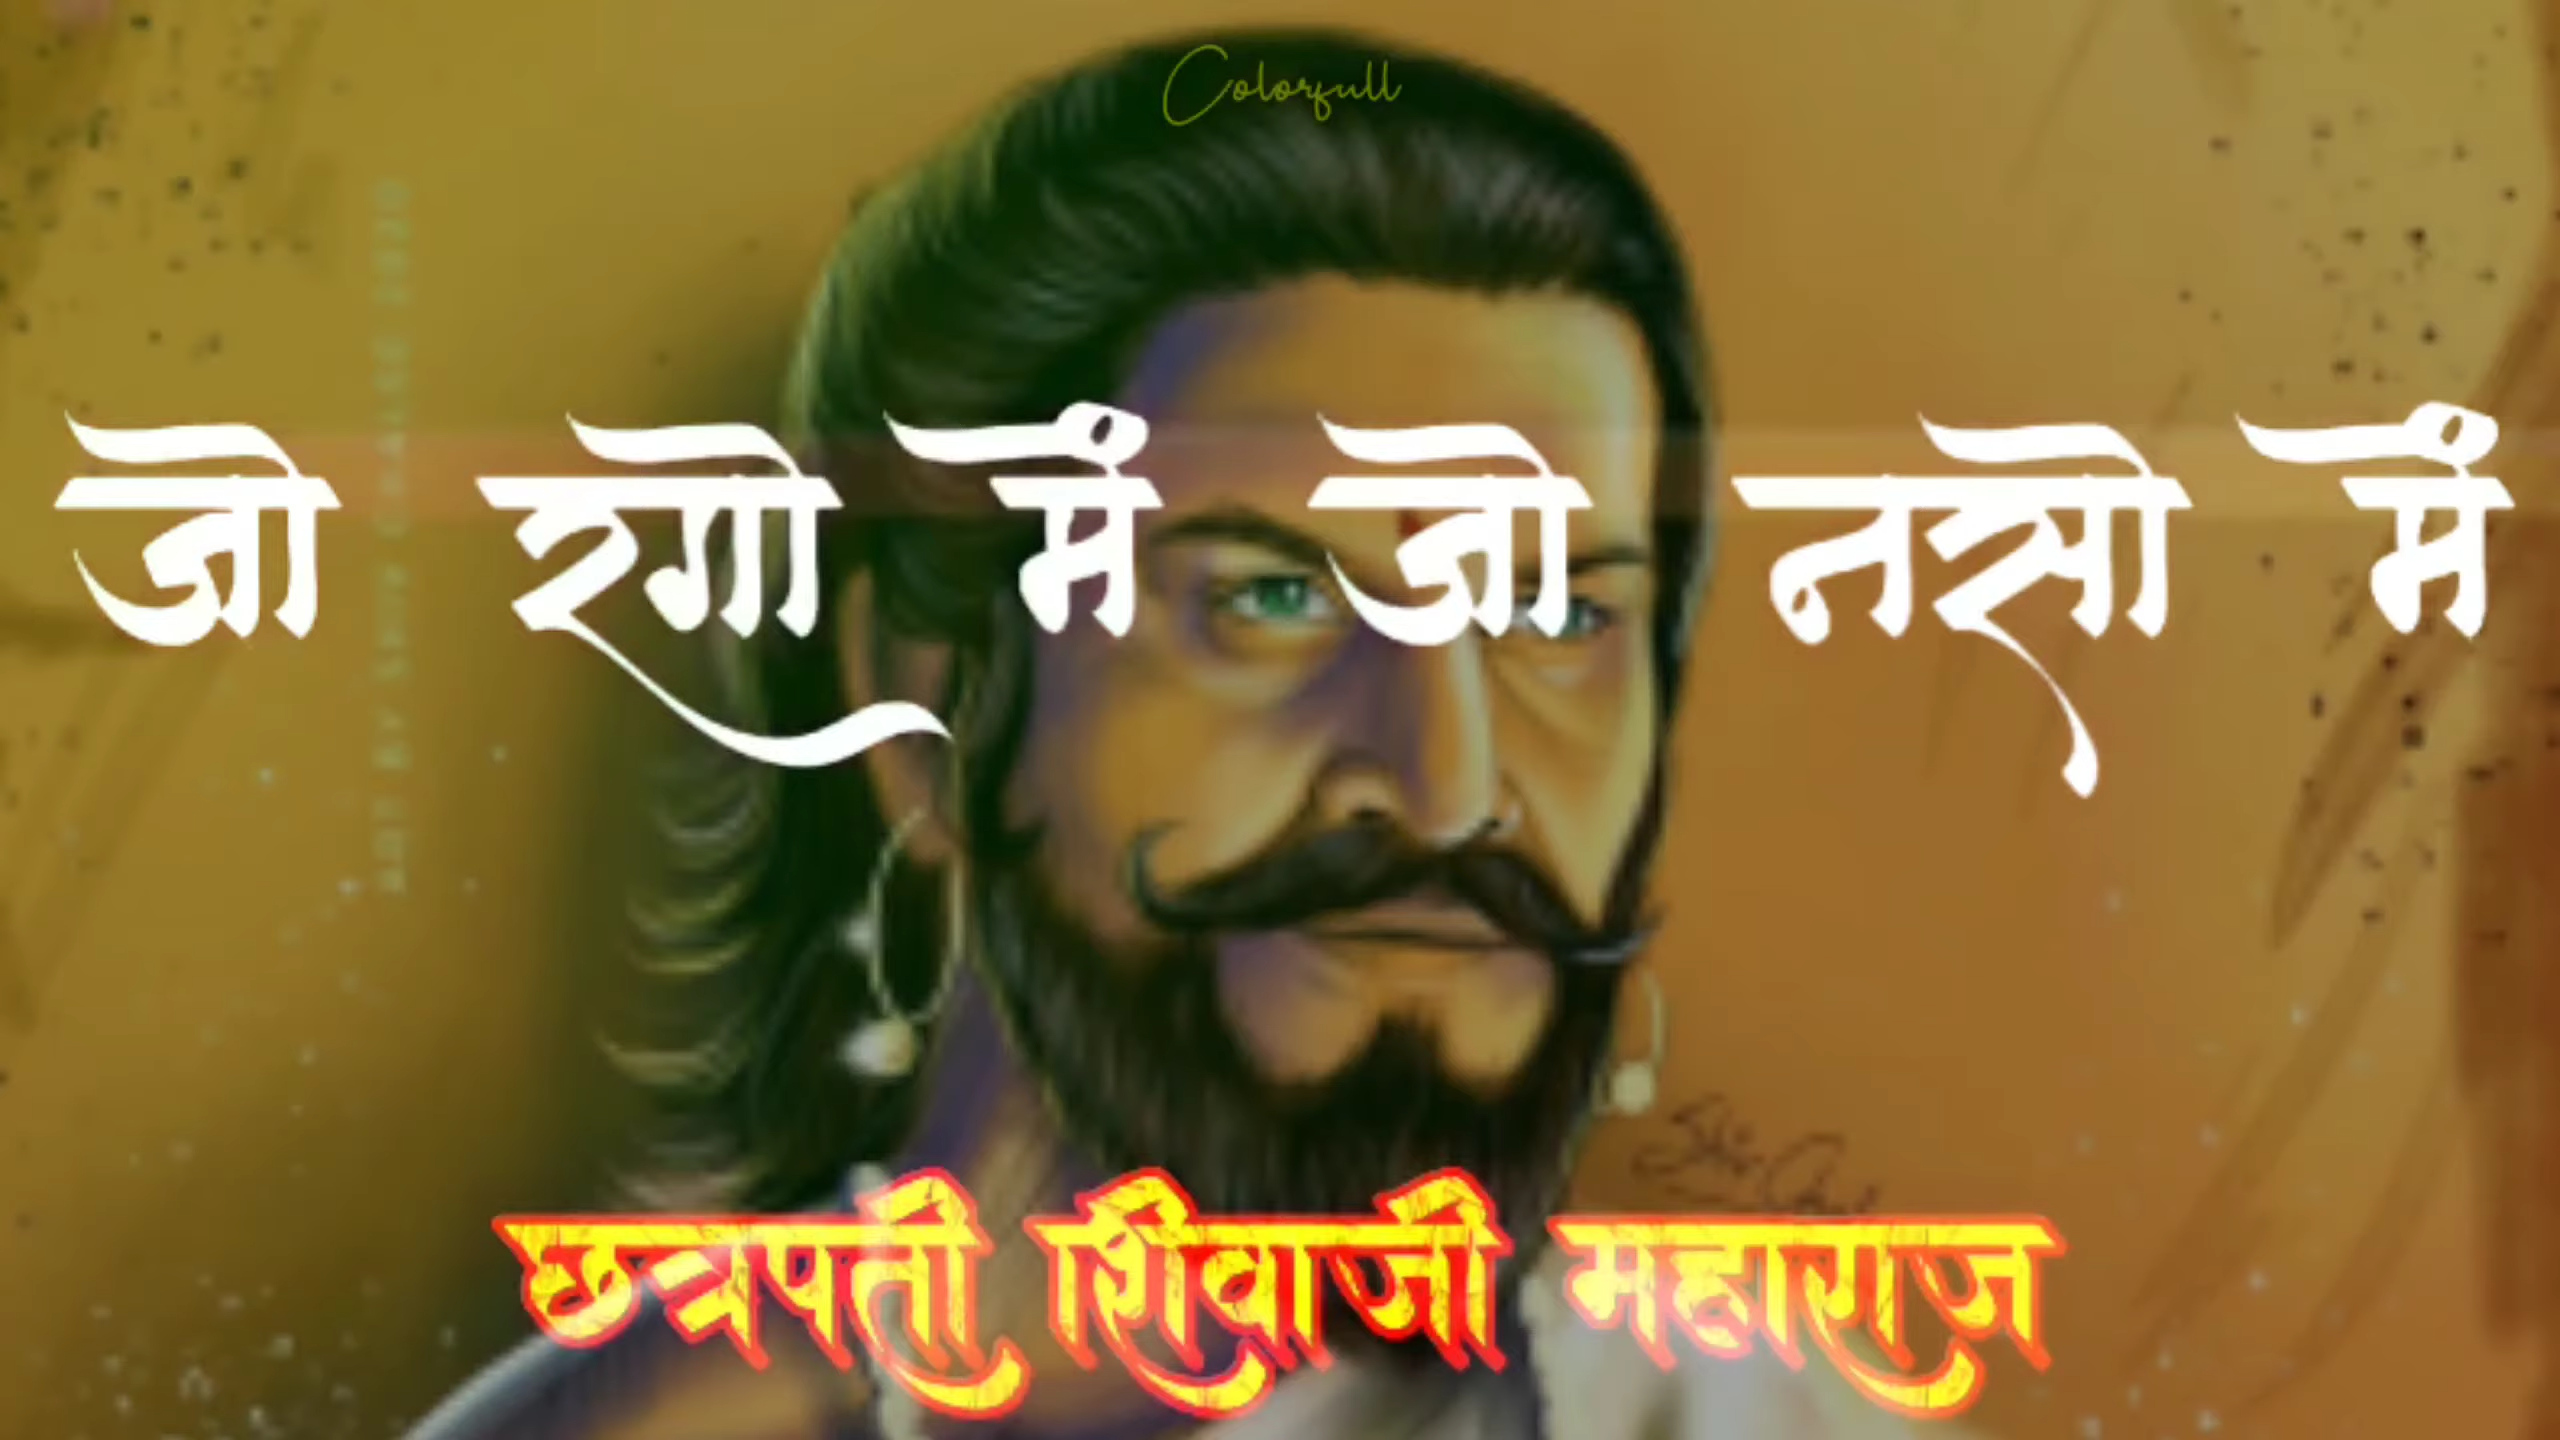 Colorfull
जो रगो में जो नसो में
छत्रपती शिवाजी महाराज